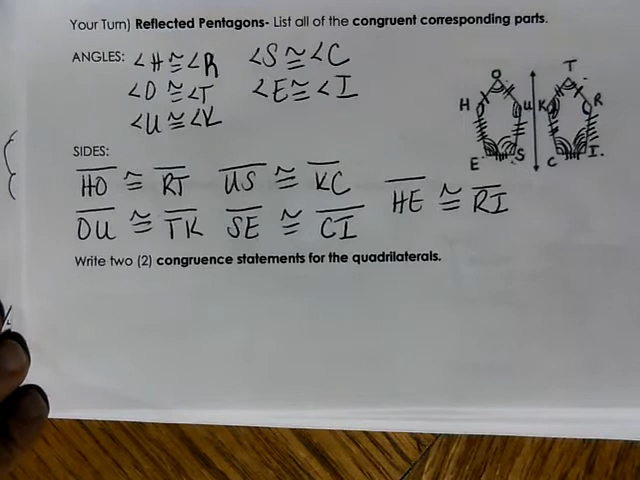 Your Turn) Reflected Pentagons- List all of the congruent corresponding parts.
ANGLES: ∠H ≅ ∠R ∠S ≅ ∠C
∠O ≅ ∠T ∠E ≅ ∠I
∠U ≅ ∠K
O T
H U K R
E S C I.
SIDES:
HO ≅ RT US ≅ KC HE ≅ RI
OU ≅ TK SE ≅ CI
Write two (2) congruence statements for the quadrilaterals.